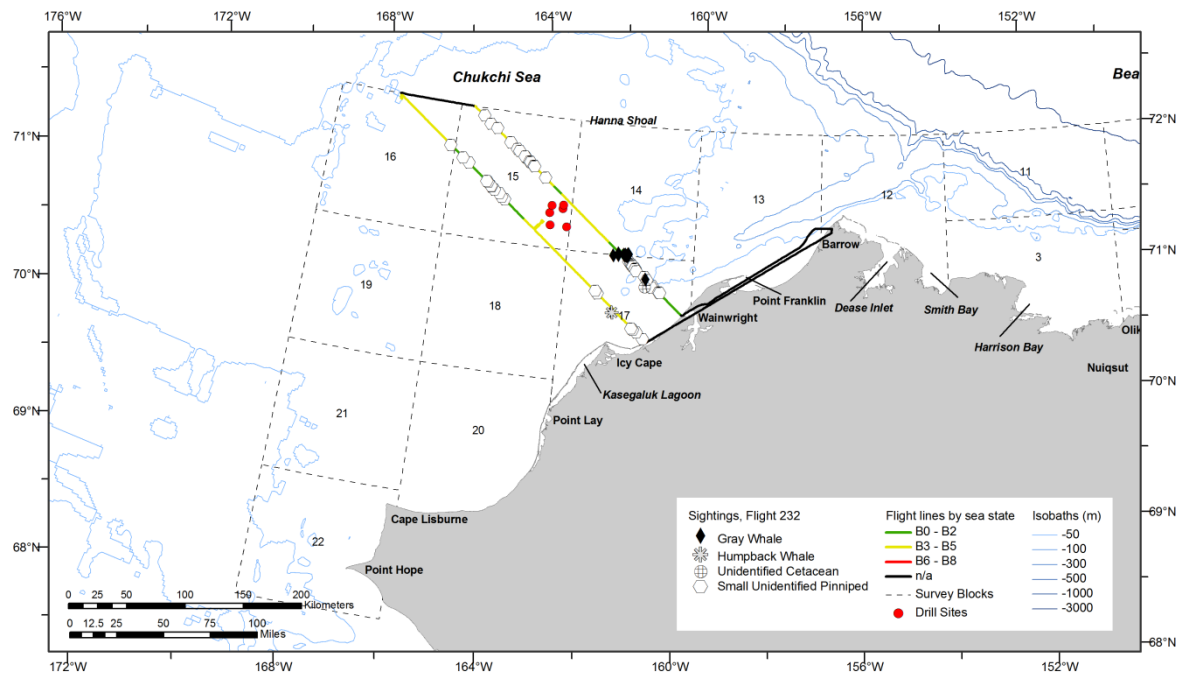 176°W
168°W
164°W
160°W
156°W
152°W
Chukchi Sea
Bea
72°N
71°N
Hanna Shoal
16
15
14
13
12
11
71°N
Barrow
3
70°N
Point Franklin
Dease Inlet
Smith Bay
19
18
17
Wainwright
Harrison Bay
Olik
Icy Cape
Nuiqsut
70°N
Kasegaluk Lagoon
69°N
21
20
Point Lay
Cape Lisburne
69°N
22
68°N
Point Hope
Sightings, Flight 232
Gray Whale
Humpback Whale
Unidentified Cetacean
Small Unidentified Pinniped
Flight lines by sea state
B0 - B2
B3 - B5
B6 - B8
n/a
Survey Blocks
Drill Sites
Isobaths (m)
-50
-100
-300
-500
-1000
-3000
0 25 50 100 150 200
Kilometers
0 12.5 25 50 75 100
Miles
68°N
172°W
168°W
164°W
160°W
156°W
152°W